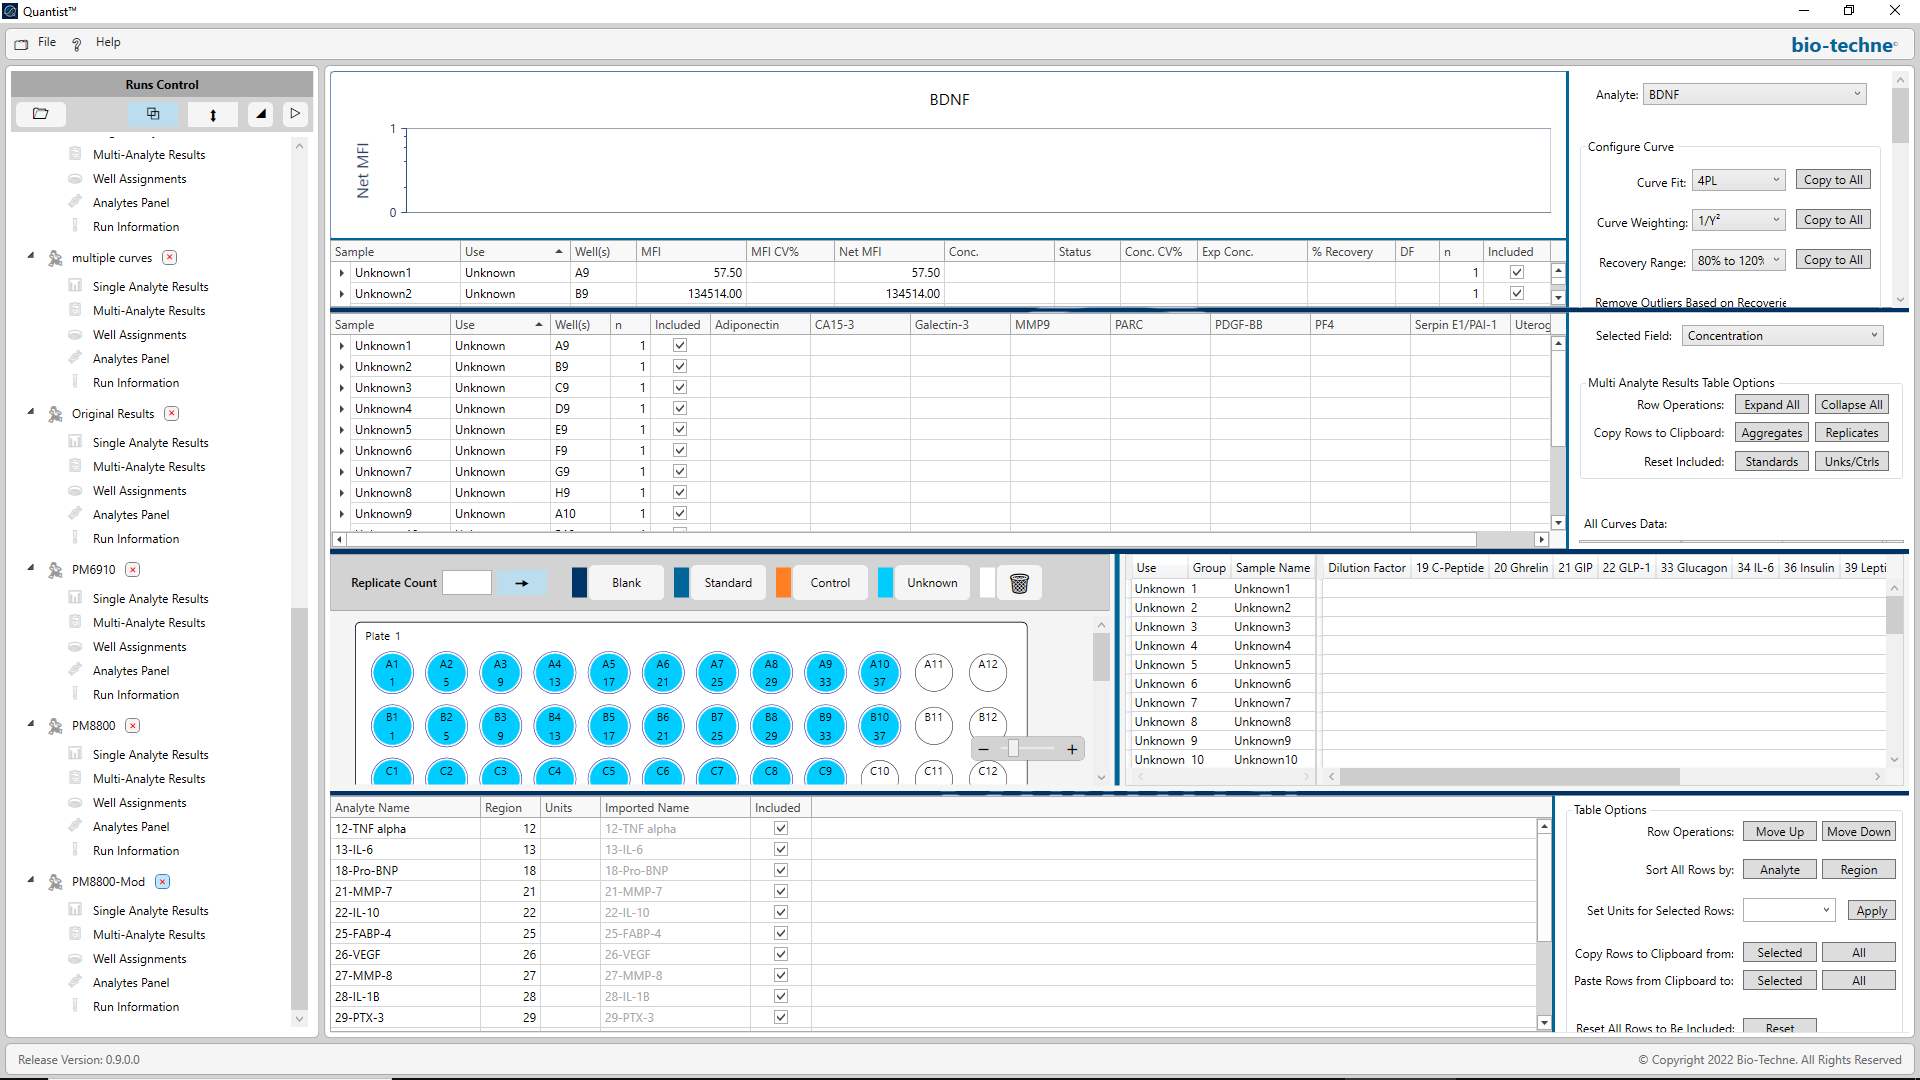 Quantist™
File
Help
bio-techne
Runs Control
Multi-Analyte Results
Well Assignments
Analytes Panel
Run Information
multiple curves
Single Analyte Results
Multi-Analyte Results
Well Assignments
Analytes Panel
Run Information
Original Results
Single Analyte Results
Multi-Analyte Results
Well Assignments
Analytes Panel
Run Information
PM6910
Single Analyte Results
Multi-Analyte Results
Well Assignments
Analytes Panel
Run Information
PM8800
Single Analyte Results
Multi-Analyte Results
Well Assignments
Analytes Panel
Run Information
PM8800-Mod
Single Analyte Results
Multi-Analyte Results
Well Assignments
Analytes Panel
Run Information
BDNF
Net MFI
1
0
Sample Use Well(s) MFI MFI CV% Net MFI Conc. Status Conc. CV% Exp Conc. % Recovery DF n Included
Unknown1 Unknown A9 57.50 57.50 1
Unknown2 Unknown B9 134514.00 134514.00 1
Analyte: BDNF
Configure Curve
Curve Fit: 4PL Copy to All
Curve Weighting: 1/Y² Copy to All
Recovery Range: 80% to 120% Copy to All
Remove Outliers Based on Recoverie
Sample Use Well(s) n Included Adiponectin CA15-3 Galectin-3 MMP9 PARC PDGF-BB PF4 Serpin E1/PAI-1 Uterog
Unknown1 Unknown A9 1
Unknown2 Unknown B9 1
Unknown3 Unknown C9 1
Unknown4 Unknown D9 1
Unknown5 Unknown E9 1
Unknown6 Unknown F9 1
Unknown7 Unknown G9 1
Unknown8 Unknown H9 1
Unknown9 Unknown A10 1
Selected Field: Concentration
Multi Analyte Results Table Options
Row Operations: Expand All Collapse All
Copy Rows to Clipboard: Aggregates Replicates
Reset Included: Standards Unks/Ctrls
All Curves Data:
Replicate Count Blank Standard Control Unknown
Plate 1
A1 A2 A3 A4 A5 A6 A7 A8 A9 A10 A11 A12
1 5 9 13 17 21 25 29 33 37
B1 B2 B3 B4 B5 B6 B7 B8 B9 B10 B11 B12
1 5 9 13 17 21 25 29 33 37
C1 C2 C3 C4 C5 C6 C7 C8 C9 C10 C11 C12
Use Group Sample Name Dilution Factor 19 C-Peptide 20 Ghrelin 21 GIP 22 GLP-1 33 Glucagon 34 IL-6 36 Insulin 39 Lepti
Unknown 1 Unknown1
Unknown 2 Unknown2
Unknown 3 Unknown3
Unknown 4 Unknown4
Unknown 5 Unknown5
Unknown 6 Unknown6
Unknown 7 Unknown7
Unknown 8 Unknown8
Unknown 9 Unknown9
Unknown 10 Unknown10
Analyte Name Region Units Imported Name Included
12-TNF alpha 12 12-TNF alpha
13-IL-6 13 13-IL-6
18-Pro-BNP 18 18-Pro-BNP
21-MMP-7 21 21-MMP-7
22-IL-10 22 22-IL-10
25-FABP-4 25 25-FABP-4
26-VEGF 26 26-VEGF
27-MMP-8 27 27-MMP-8
28-IL-1B 28 28-IL-1B
29-PTX-3 29 29-PTX-3
Table Options
Row Operations: Move Up Move Down
Sort All Rows by: Analyte Region
Set Units for Selected Rows: Apply
Copy Rows to Clipboard from: Selected All
Paste Rows from Clipboard to: Selected All
Reset All Rows to Be Included: Reset
Release Version: 0.9.0.0
© Copyright 2022 Bio-Techne. All Rights Reserved